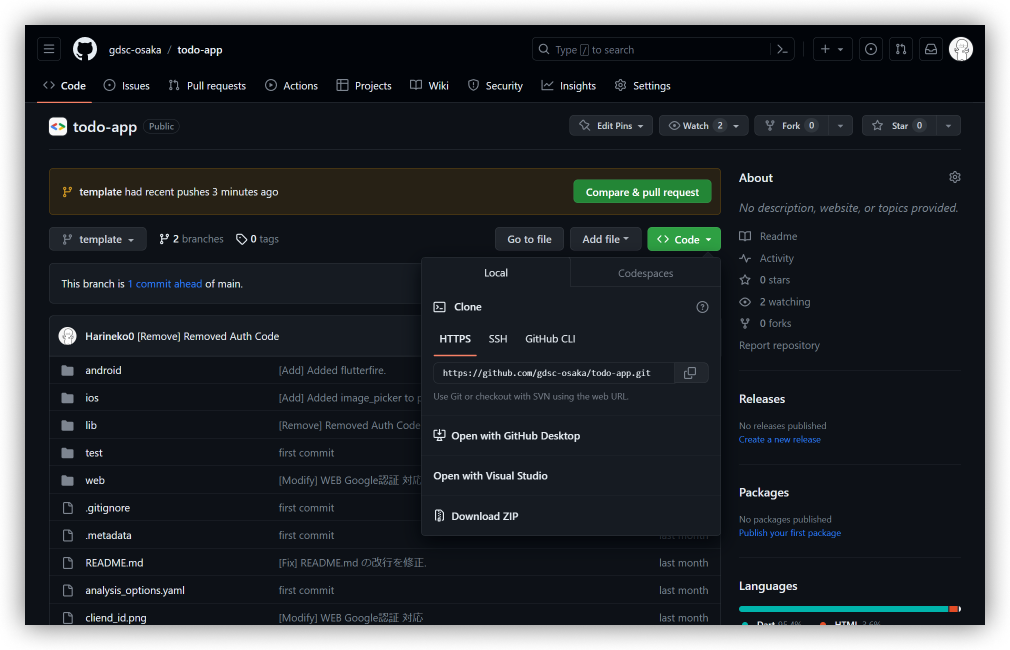 gdsc-osaka / todo-app
Type / to search
Code Issues Pull requests Actions Projects Wiki Security Insights Settings
todo-app Public
Edit Pins Watch 2 Fork 0 Star 0
template had recent pushes 3 minutes ago Compare & pull request
template 2 branches 0 tags Go to file Add file Code
This branch is 1 commit ahead of main.
Harineko0 [Remove] Removed Auth Code
android [Add] Added flutterfire.
ios [Add] Added image_picker to
lib [Remove] Removed Auth Code
test first commit
web [Modify] WEB Google認証 対応
.gitignore first commit
.metadata first commit last month
README.md [Fix] README.md の改行を修正. last month
analysis_options.yaml first commit last month
cliend_id.png [Modify] WEB Google認証 対応 last month
Local Codespaces
Clone
HTTPS SSH GitHub CLI
https://github.com/gdsc-osaka/todo-app.git
Use Git or checkout with SVN using the web URL.
Open with GitHub Desktop
Open with Visual Studio
Download ZIP
About
No description, website, or topics provided.
Readme
Activity
0 stars
2 watching
0 forks
Report repository
Releases
No releases published
Create a new release
Packages
No packages published
Publish your first package
Languages
Dart 95.4% HTML 3.6%